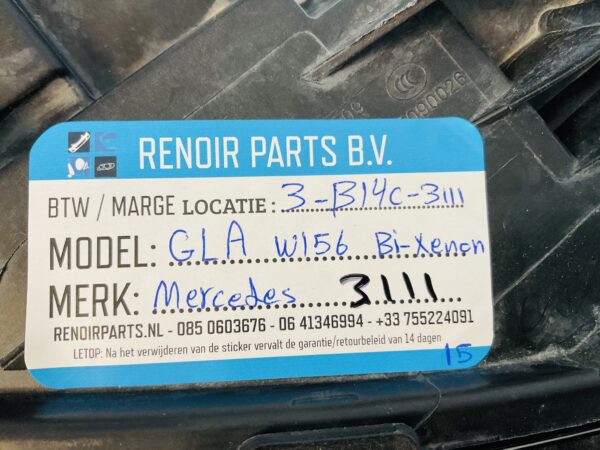 CCC
090026
RENOIR PARTS B.V.
BTW / MARGE LOCATIE : 3-B14c-3111
MODEL: GLA W156 Bi-Xenon
MERK: Mercedes 3111
RENOIRPARTS.NL - 085 0603676 - 06 41346994 - +33 755224091
LETOP: Na het verwijderen van de sticker vervalt de garantie/retourbeleid van 14 dagen
15